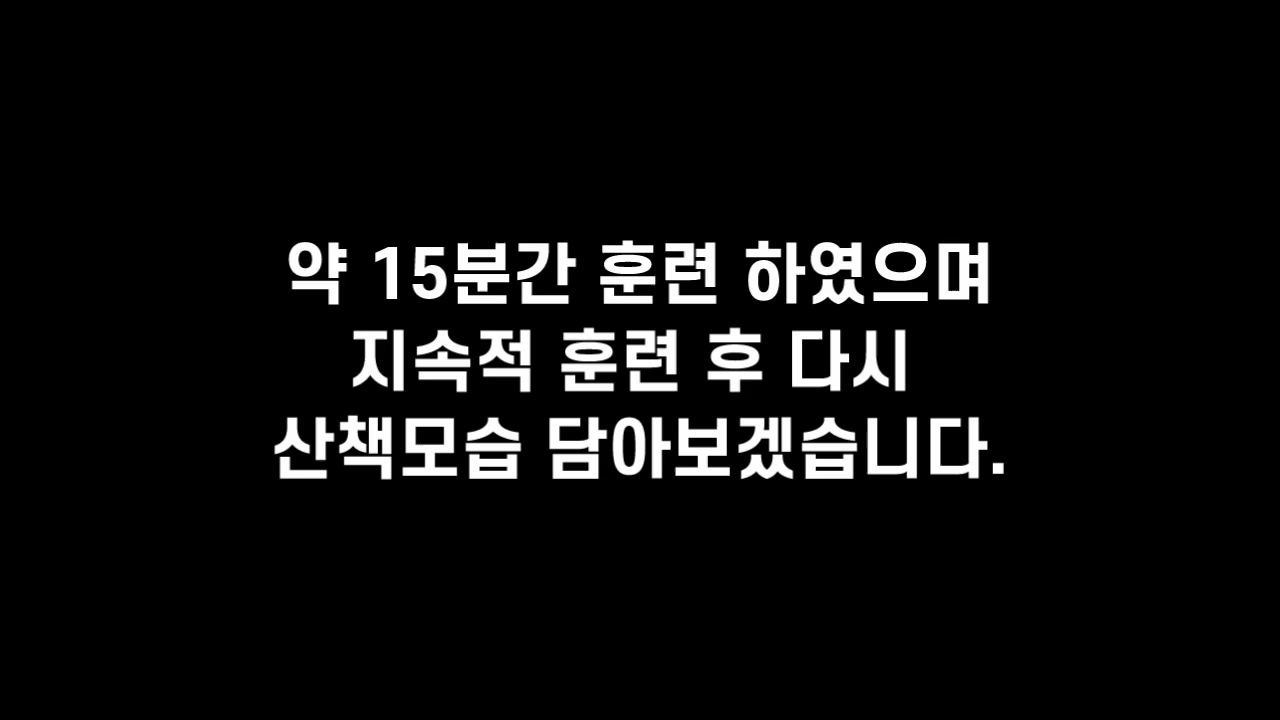 약 15분간 훈련 하였으며
지속적 훈련 후 다시
산책모습 담아보겠습니다.